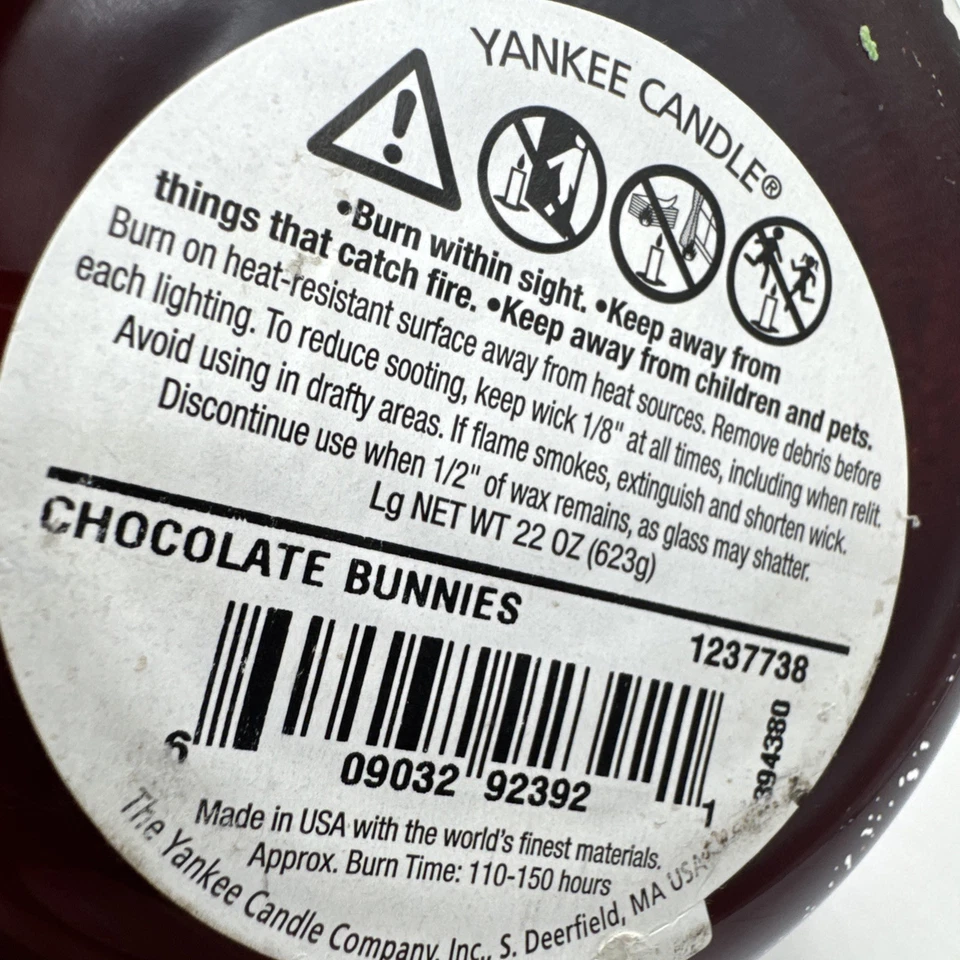 YANKEE CANDLE®
•Burn within sight. •Keep away from
things that catch fire. •Keep away from children and pets.
Burn on heat-resistant surface away from heat sources. Remove debris before
each lighting. To reduce sooting, keep wick 1/8" at all times, including when relit.
Avoid using in drafty areas. If flame smokes, extinguish and shorten wick.
Discontinue use when 1/2" of wax remains, as glass may shatter.
Lg NET WT 22 OZ (623g)
CHOCOLATE BUNNIES
1237738
394380
6 09032 92392 1
Made in USA with the world's finest materials.
Approx. Burn Time: 110-150 hours
The Yankee Candle Company, Inc., S. Deerfield, MA USA